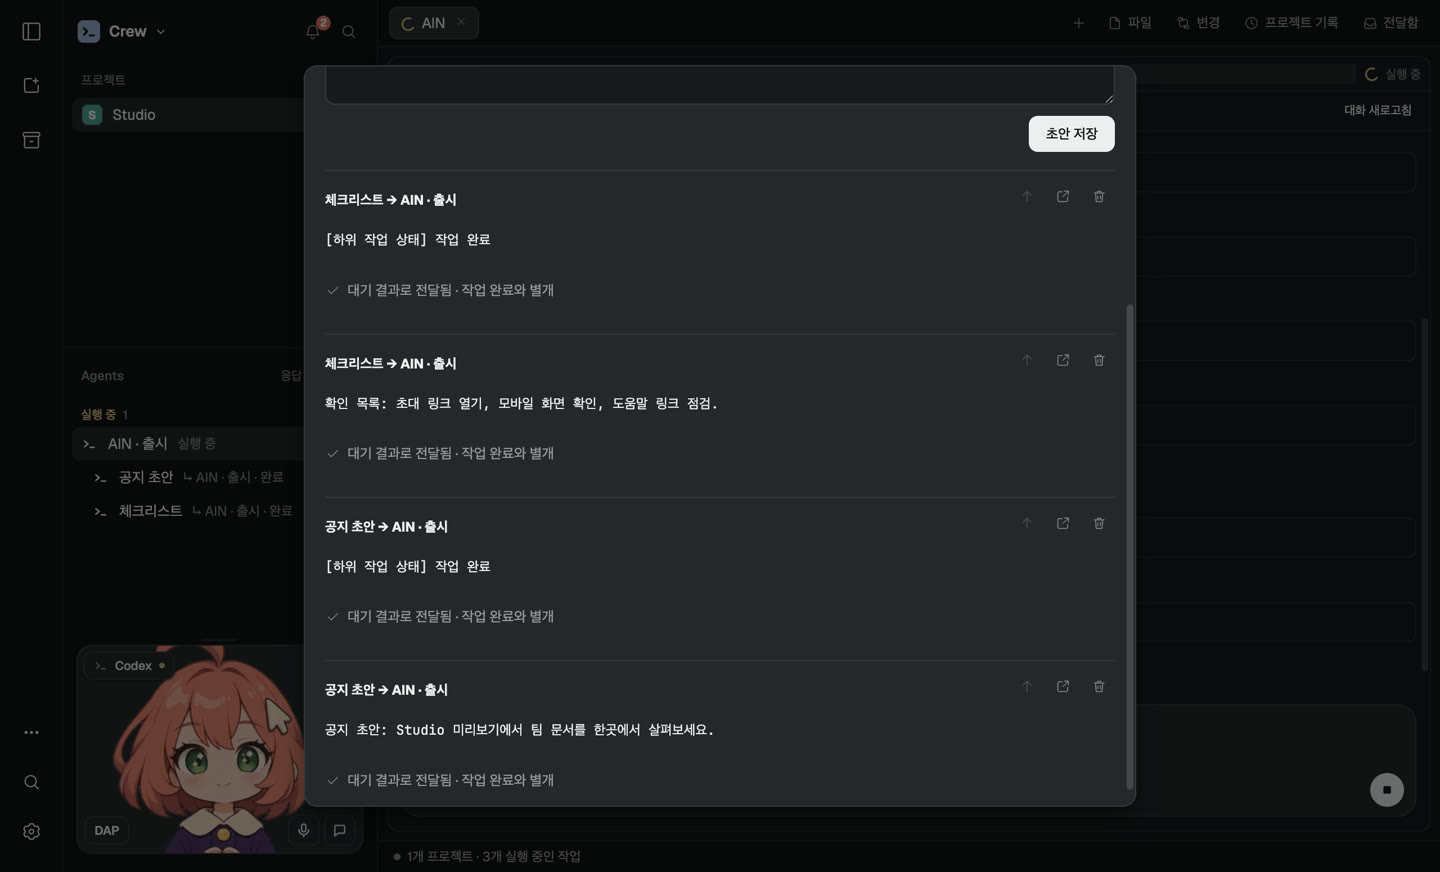 Crew
2
프로젝트
S Studio
AIN
파일
변경
프로젝트 기록
전달함
실행 중
대화 새로고침
초안 저장
체크리스트 → AIN · 출시
[하위 작업 상태] 작업 완료
대기 결과로 전달됨 · 작업 완료와 별개
체크리스트 → AIN · 출시
확인 목록: 초대 링크 열기, 모바일 화면 확인, 도움말 링크 점검.
대기 결과로 전달됨 · 작업 완료와 별개
공지 초안 → AIN · 출시
[하위 작업 상태] 작업 완료
대기 결과로 전달됨 · 작업 완료와 별개
공지 초안 → AIN · 출시
공지 초안: Studio 미리보기에서 팀 문서를 한곳에서 살펴보세요.
대기 결과로 전달됨 · 작업 완료와 별개
Agents
응답
실행 중 1
AIN · 출시 실행 중
공지 초안 ↳ AIN · 출시 · 완료
체크리스트 ↳ AIN · 출시 · 완료
Codex
DAP
1개 프로젝트 · 3개 실행 중인 작업